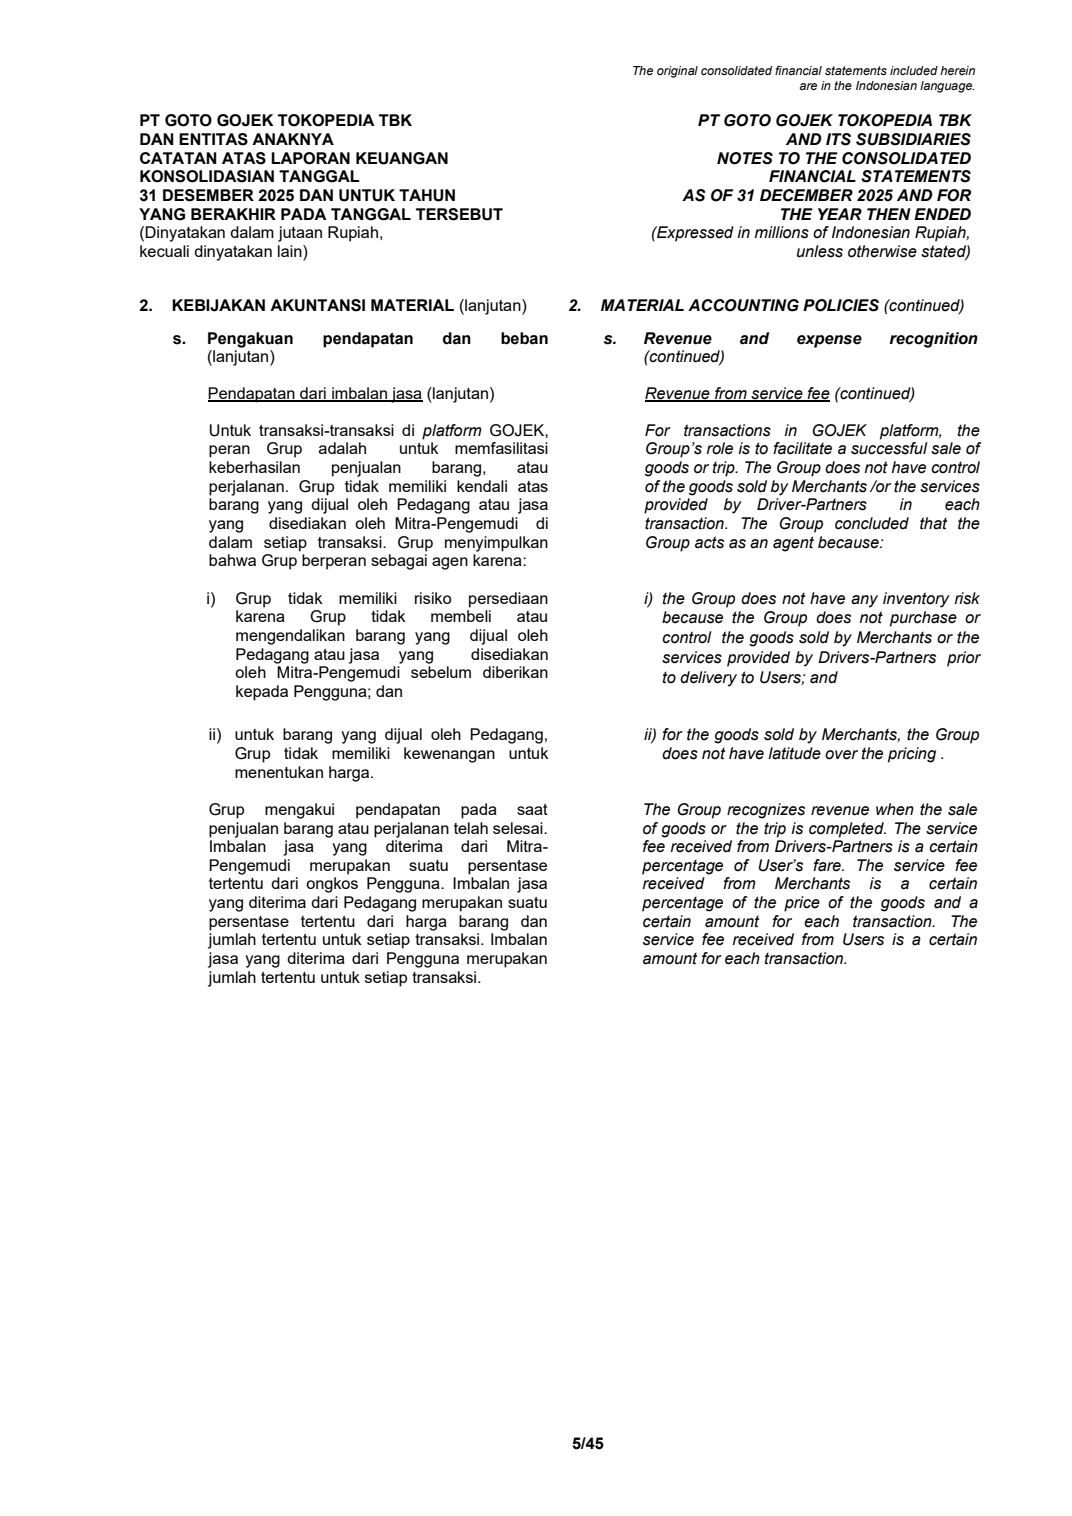 The original consolidated financial statements included herein
are in the Indonesian language.
PT GOTO GOJEK TOKOPEDIA TBK
DAN ENTITAS ANAKNYA
CATATAN ATAS LAPORAN KEUANGAN
KONSOLIDASIAN TANGGAL
31 DESEMBER 2025 DAN UNTUK TAHUN
YANG BERAKHIR PADA TANGGAL TERSEBUT
(Dinyatakan dalam jutaan Rupiah,
kecuali dinyatakan lain)
PT GOTO GOJEK TOKOPEDIA TBK
AND ITS SUBSIDIARIES
NOTES TO THE CONSOLIDATED
FINANCIAL STATEMENTS
AS OF 31 DECEMBER 2025 AND FOR
THE YEAR THEN ENDED
(Expressed in millions of Indonesian Rupiah,
unless otherwise stated)
2. KEBIJAKAN AKUNTANSI MATERIAL (lanjutan)
s. Pengakuan pendapatan dan beban
(lanjutan)
Pendapatan dari imbalan jasa (lanjutan)
Untuk transaksi-transaksi di platform GOJEK,
peran Grup adalah untuk memfasilitasi
keberhasilan penjualan barang, atau
perjalanan. Grup tidak memiliki kendali atas
barang yang dijual oleh Pedagang atau jasa
yang disediakan oleh Mitra-Pengemudi di
dalam setiap transaksi. Grup menyimpulkan
bahwa Grup berperan sebagai agen karena:
i) Grup tidak memiliki risiko persediaan
karena Grup tidak membeli atau
mengendalikan barang yang dijual oleh
Pedagang atau jasa yang disediakan
oleh Mitra-Pengemudi sebelum diberikan
kepada Pengguna; dan
ii) untuk barang yang dijual oleh Pedagang,
Grup tidak memiliki kewenangan untuk
menentukan harga.
Grup mengakui pendapatan pada saat
penjualan barang atau perjalanan telah selesai.
Imbalan jasa yang diterima dari Mitra-
Pengemudi merupakan suatu persentase
tertentu dari ongkos Pengguna. Imbalan jasa
yang diterima dari Pedagang merupakan suatu
persentase tertentu dari harga barang dan
jumlah tertentu untuk setiap transaksi. Imbalan
jasa yang diterima dari Pengguna merupakan
jumlah tertentu untuk setiap transaksi.
2. MATERIAL ACCOUNTING POLICIES (continued)
s. Revenue and expense recognition
(continued)
Revenue from service fee (continued)
For transactions in GOJEK platform, the
Group's role is to facilitate a successful sale of
goods or trip. The Group does not have control
of the goods sold by Merchants /or the services
provided by Driver-Partners in each
transaction. The Group concluded that the
Group acts as an agent because:
i) the Group does not have any inventory risk
because the Group does not purchase or
control the goods sold by Merchants or the
services provided by Drivers-Partners prior
to delivery to Users; and
ii) for the goods sold by Merchants, the Group
does not have latitude over the pricing .
The Group recognizes revenue when the sale
of goods or the trip is completed. The service
fee received from Drivers-Partners is a certain
percentage of User's fare. The service fee
received from Merchants is a certain
percentage of the price of the goods and a
certain amount for each transaction. The
service fee received from Users is a certain
amount for each transaction.
5/45